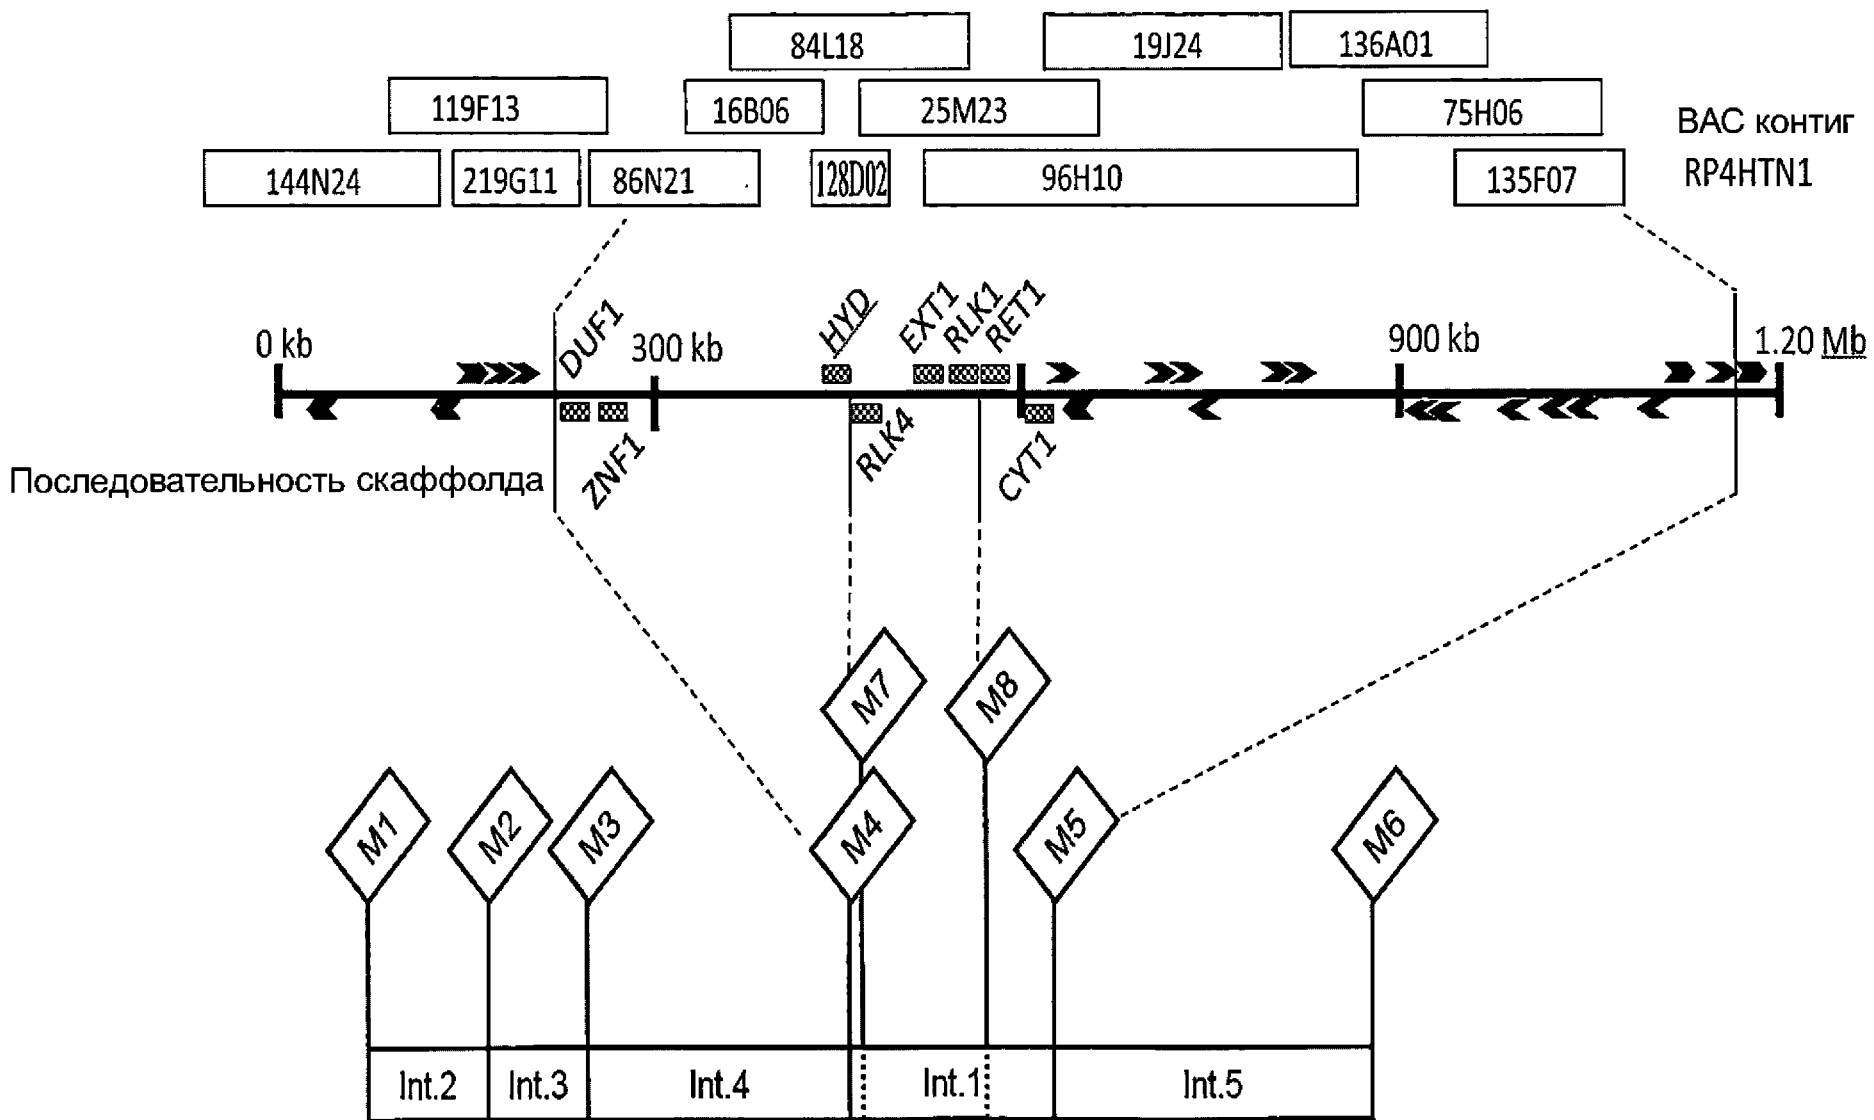 84L18 19J24 136A01
119F13 16B06 25M23 75H06
ВАС контиг
144N24 219G11 86N21 128D02 96H10 135F07
RP4HTN1
0 kb DUF1 300 kb HYD EXT1 RLK1 RET1 900 kb 1.20 Mb
ZNF1 RLK4 CYT1
Последовательность скаффолда
M7 M8
M1 M2 M3 M4 M5 M6
Int.2 Int.3 Int.4 Int.1 Int.5